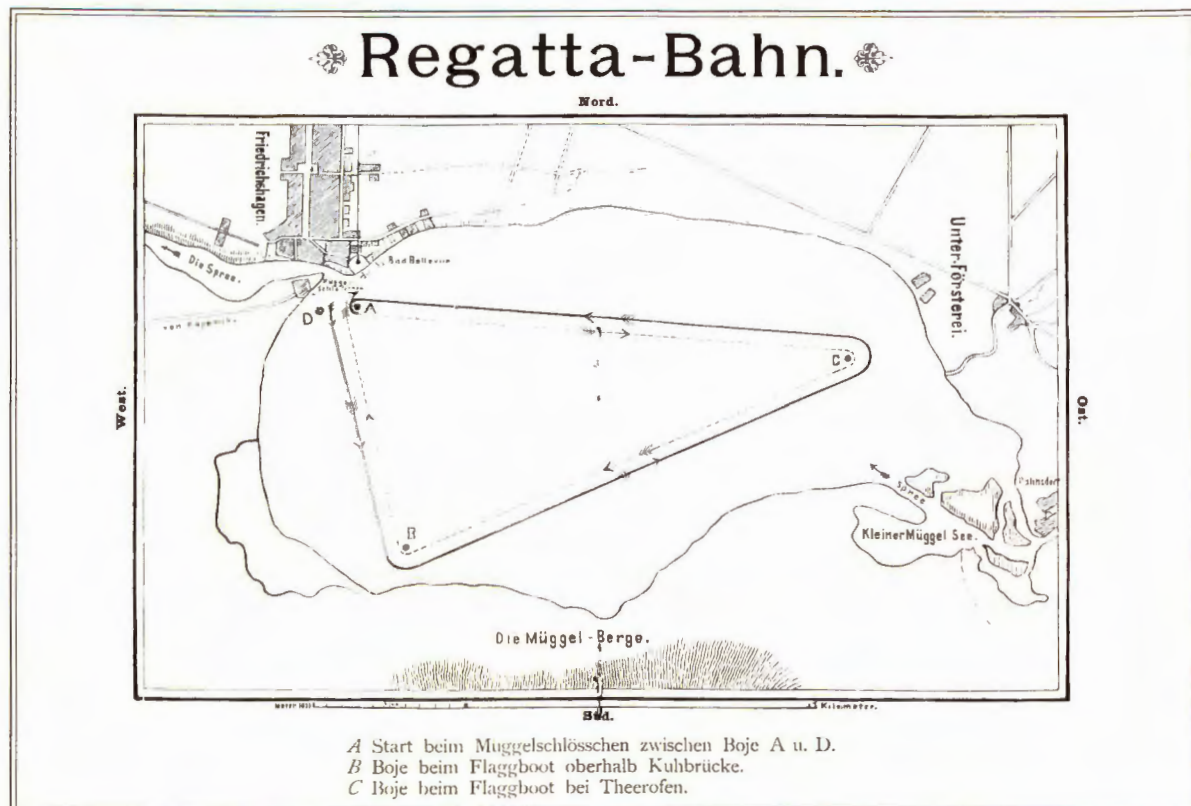 Regatta-Bahn.
Nord.
Friedrichshagen.
Die Spree.
Bad Bellevue
D
A
Unter-Försterei.
West.
C
Ost.
B
Spree
Kleiner Müggel See.
Die Müggel-Berge.
Kilometer.
Süd.
A Start beim Muggelschlösschen zwischen Boje A u. D.
B Boje beim Flaggboot oberhalb Kuhbrücke.
C Boje beim Flaggboot bei Theerofen.